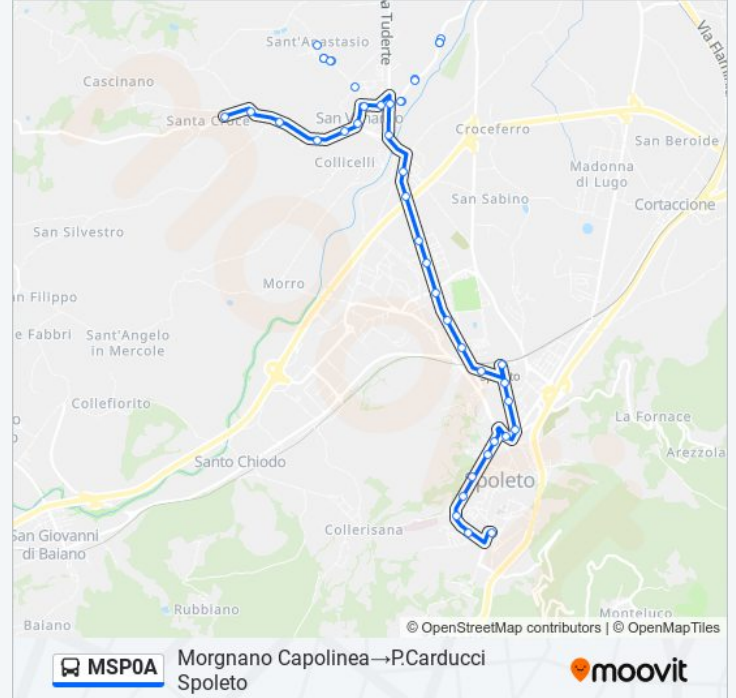 a Tuderte
Via Flaminia
Sant'Anastasio
Cascinano
Santa Croce
San Venanzo
Croceferro
San Beroide
Collicelli
Madonna
di Lugo
San Sabino
Cortaccione
San Silvestro
Morro
n Filippo
e Fabbri
Sant'Angelo
in Mercole
Collefiorito
La Fornace
Arezzola
Santo Chiodo
Spoleto
San Giovanni
di Baiano
Collerisana
Rubbiano
Monteluco
Baiano
© OpenStreetMap contributors | © OpenMapTiles
MSP0A
Morgnano Capolinea→P.Carducci
Spoleto
moovit